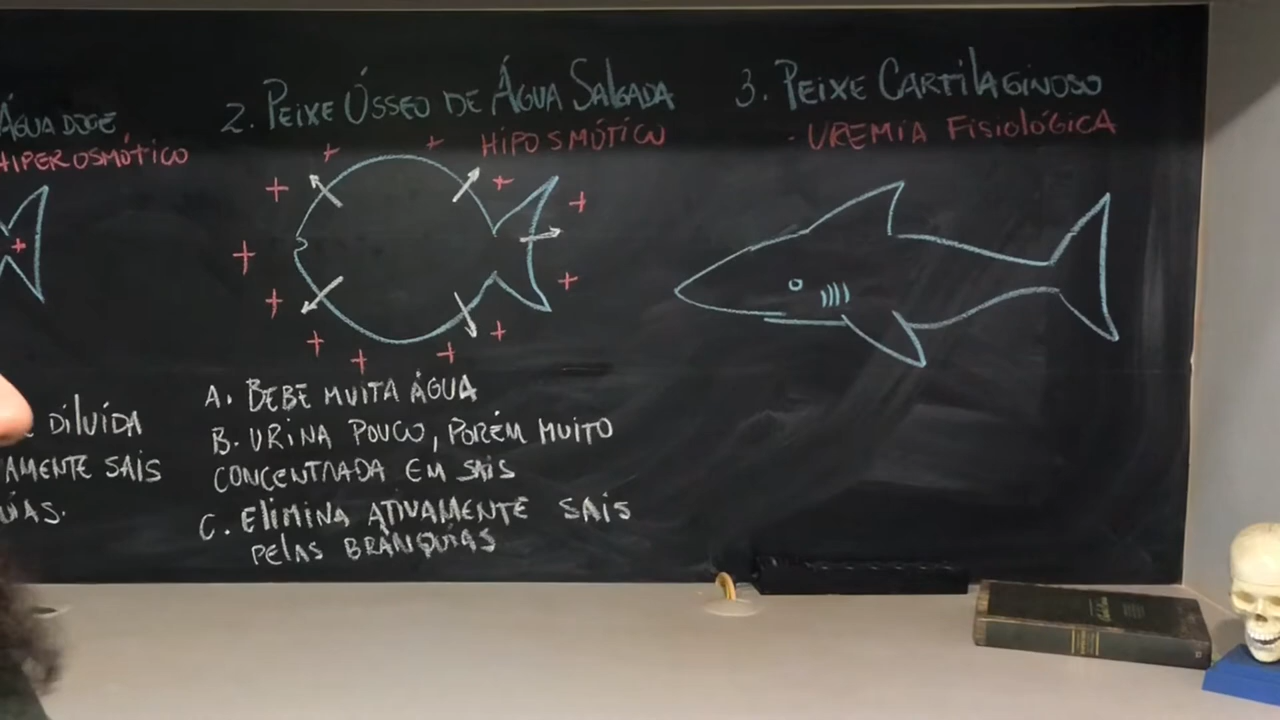 ÁGUA DOCE
HIPEROSMÓTICO
DILUÍDA
AMENTE SAIS
2. PEIXE ÓSSEO DE ÁGUA SALGADA
HIPOSMÓTICO
A. BEBE MUITA ÁGUA
B. URINA POUCO, PORÉM MUITO
CONCENTRADA EM SAIS
C. ELIMINA ATIVAMENTE SAIS
PELAS BRÂNQUIAS
3. PEIXE CARTILAGINOSO
- UREMIA FISIOLÓGICA